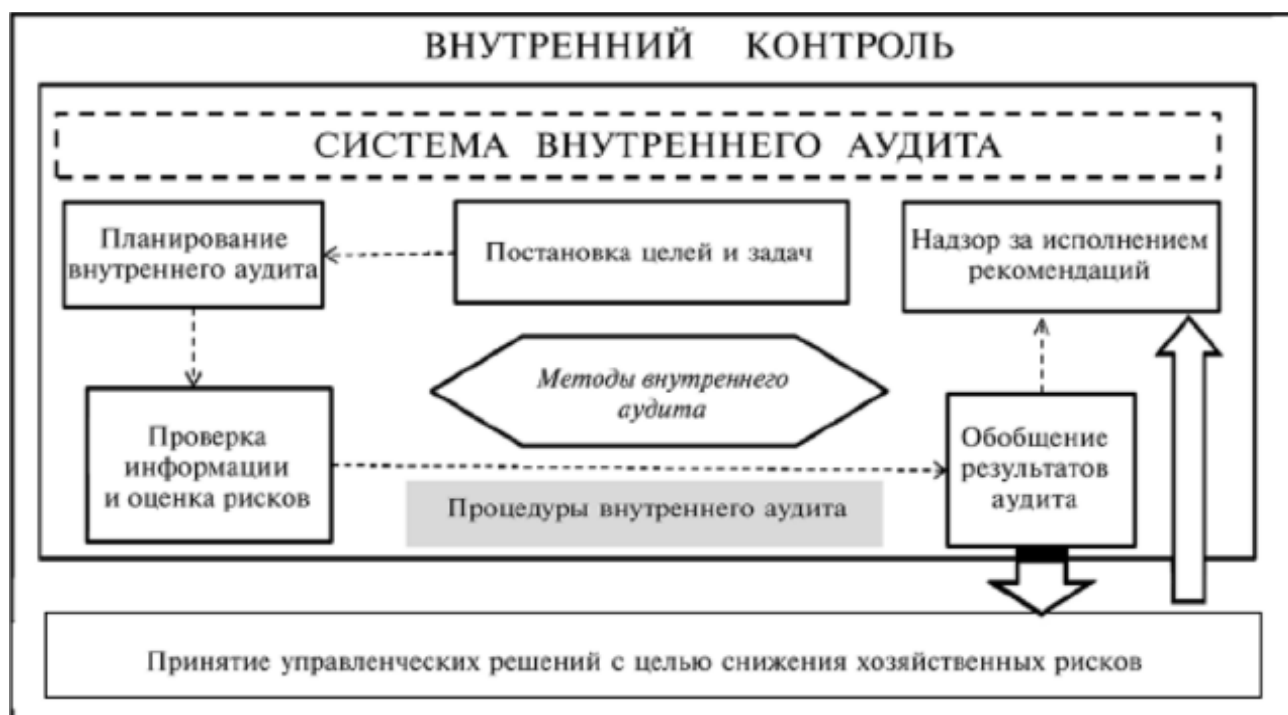 ВНУТРЕННИЙ КОНТРОЛЬ
СИСТЕМА ВНУТРЕННЕГО АУДИТА
Планирование
внутреннего аудита
Постановка целей и задач
Надзор за исполнением
рекомендаций
Методы внутреннего
аудита
Проверка
информации
и оценка рисков
Обобщение
результатов
аудита
Процедуры внутреннего аудита
Принятие управленческих решений с целью снижения хозяйственных рисков